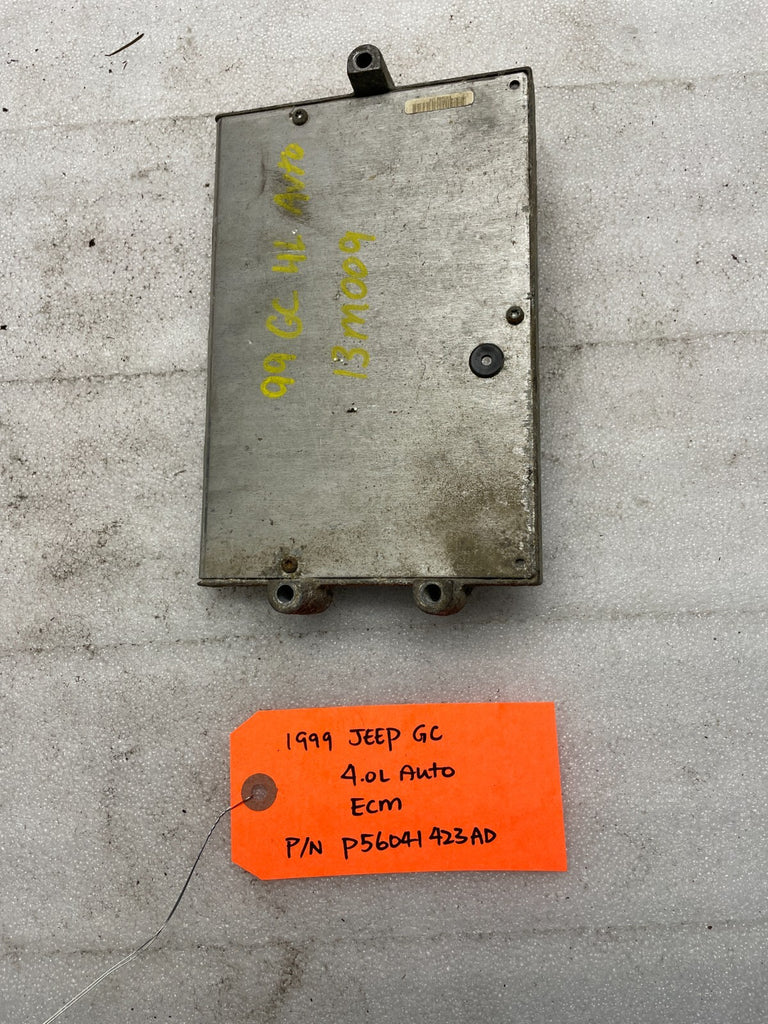 99 GC 4L Auto
13M009
1999 JEEP GC
4.0L Auto
ECM
P/N P56041423AD